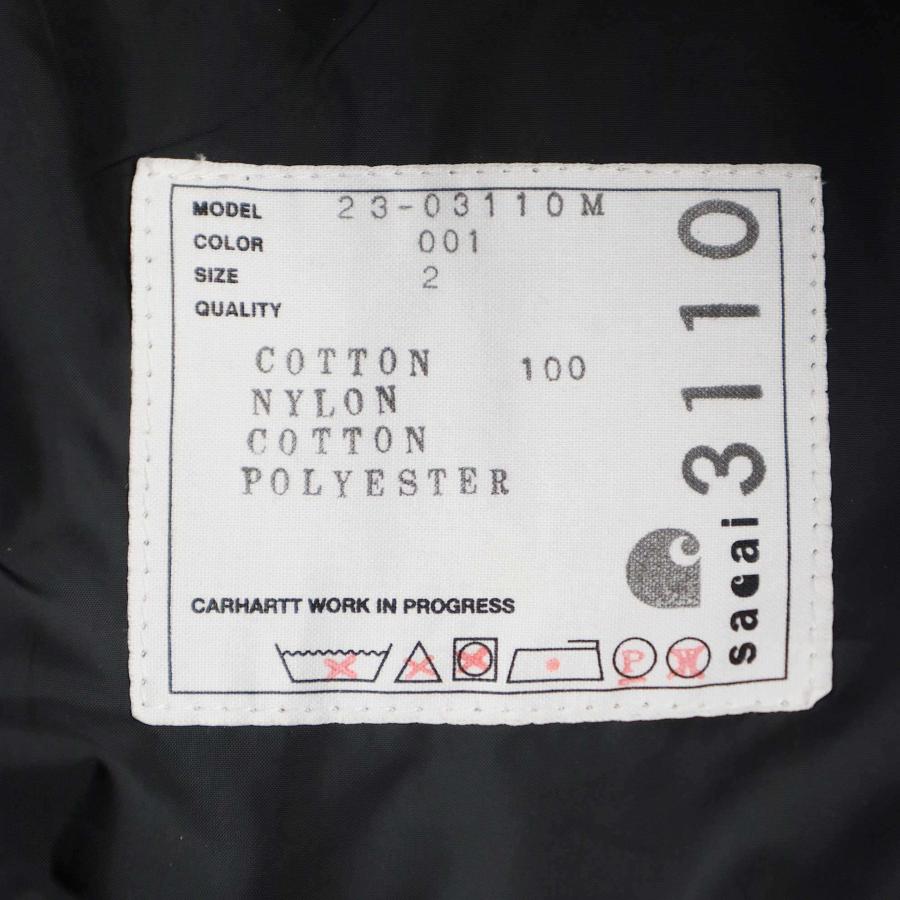 MODEL 23-03110M
COLOR 001
SIZE 2
QUALITY
COTTON 100
NYLON
COTTON
POLYESTER
CARHARTT WORK IN PROGRESS
P
W
sacai 3110